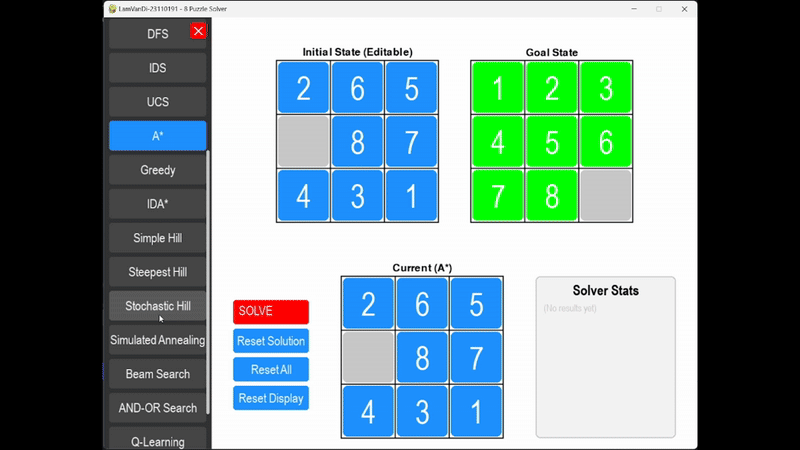 LamVanDi-23110191 - 8 Puzzle Solver
DFS
IDS
UCS
A*
Greedy
IDA*
Simple Hill
Steepest Hill
Stochastic Hill
Simulated Annealing
Beam Search
AND-OR Search
Q-Learning
Initial State (Editable)
2 6 5
8 7
4 3 1
Goal State
1 2 3
4 5 6
7 8
SOLVE
Reset Solution
Reset All
Reset Display
Current (A*)
2 6 5
8 7
4 3 1
Solver Stats
(No results yet)